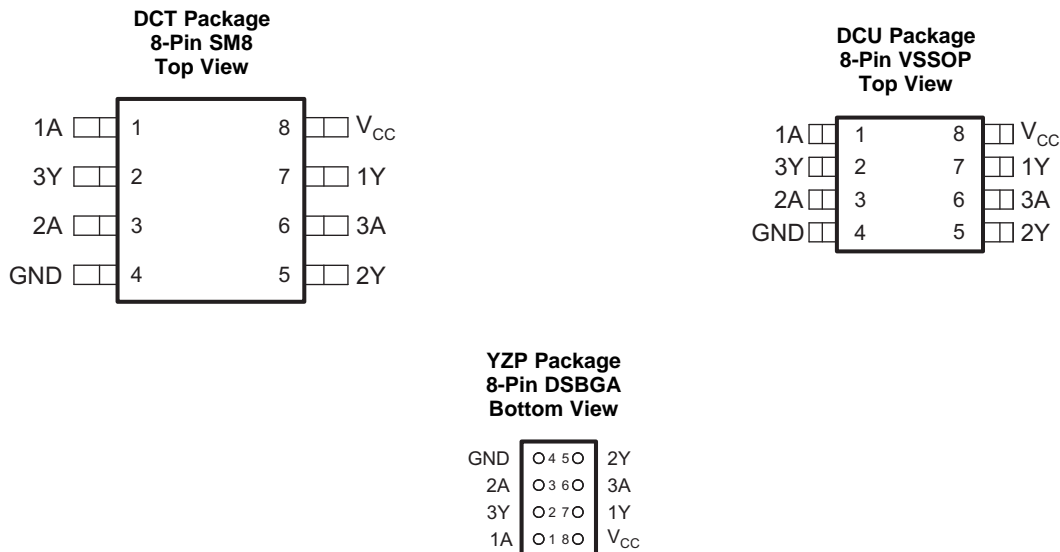 DCT Package
8-Pin SM8
Top View
1A 1 8 VCC
3Y 2 7 1Y
2A 3 6 3A
GND 4 5 2Y
DCU Package
8-Pin VSSOP
Top View
1A 1 8 VCC
3Y 2 7 1Y
2A 3 6 3A
GND 4 5 2Y
YZP Package
8-Pin DSBGA
Bottom View
GND 4 5 2Y
2A 3 6 3A
3Y 2 7 1Y
1A 1 8 VCC